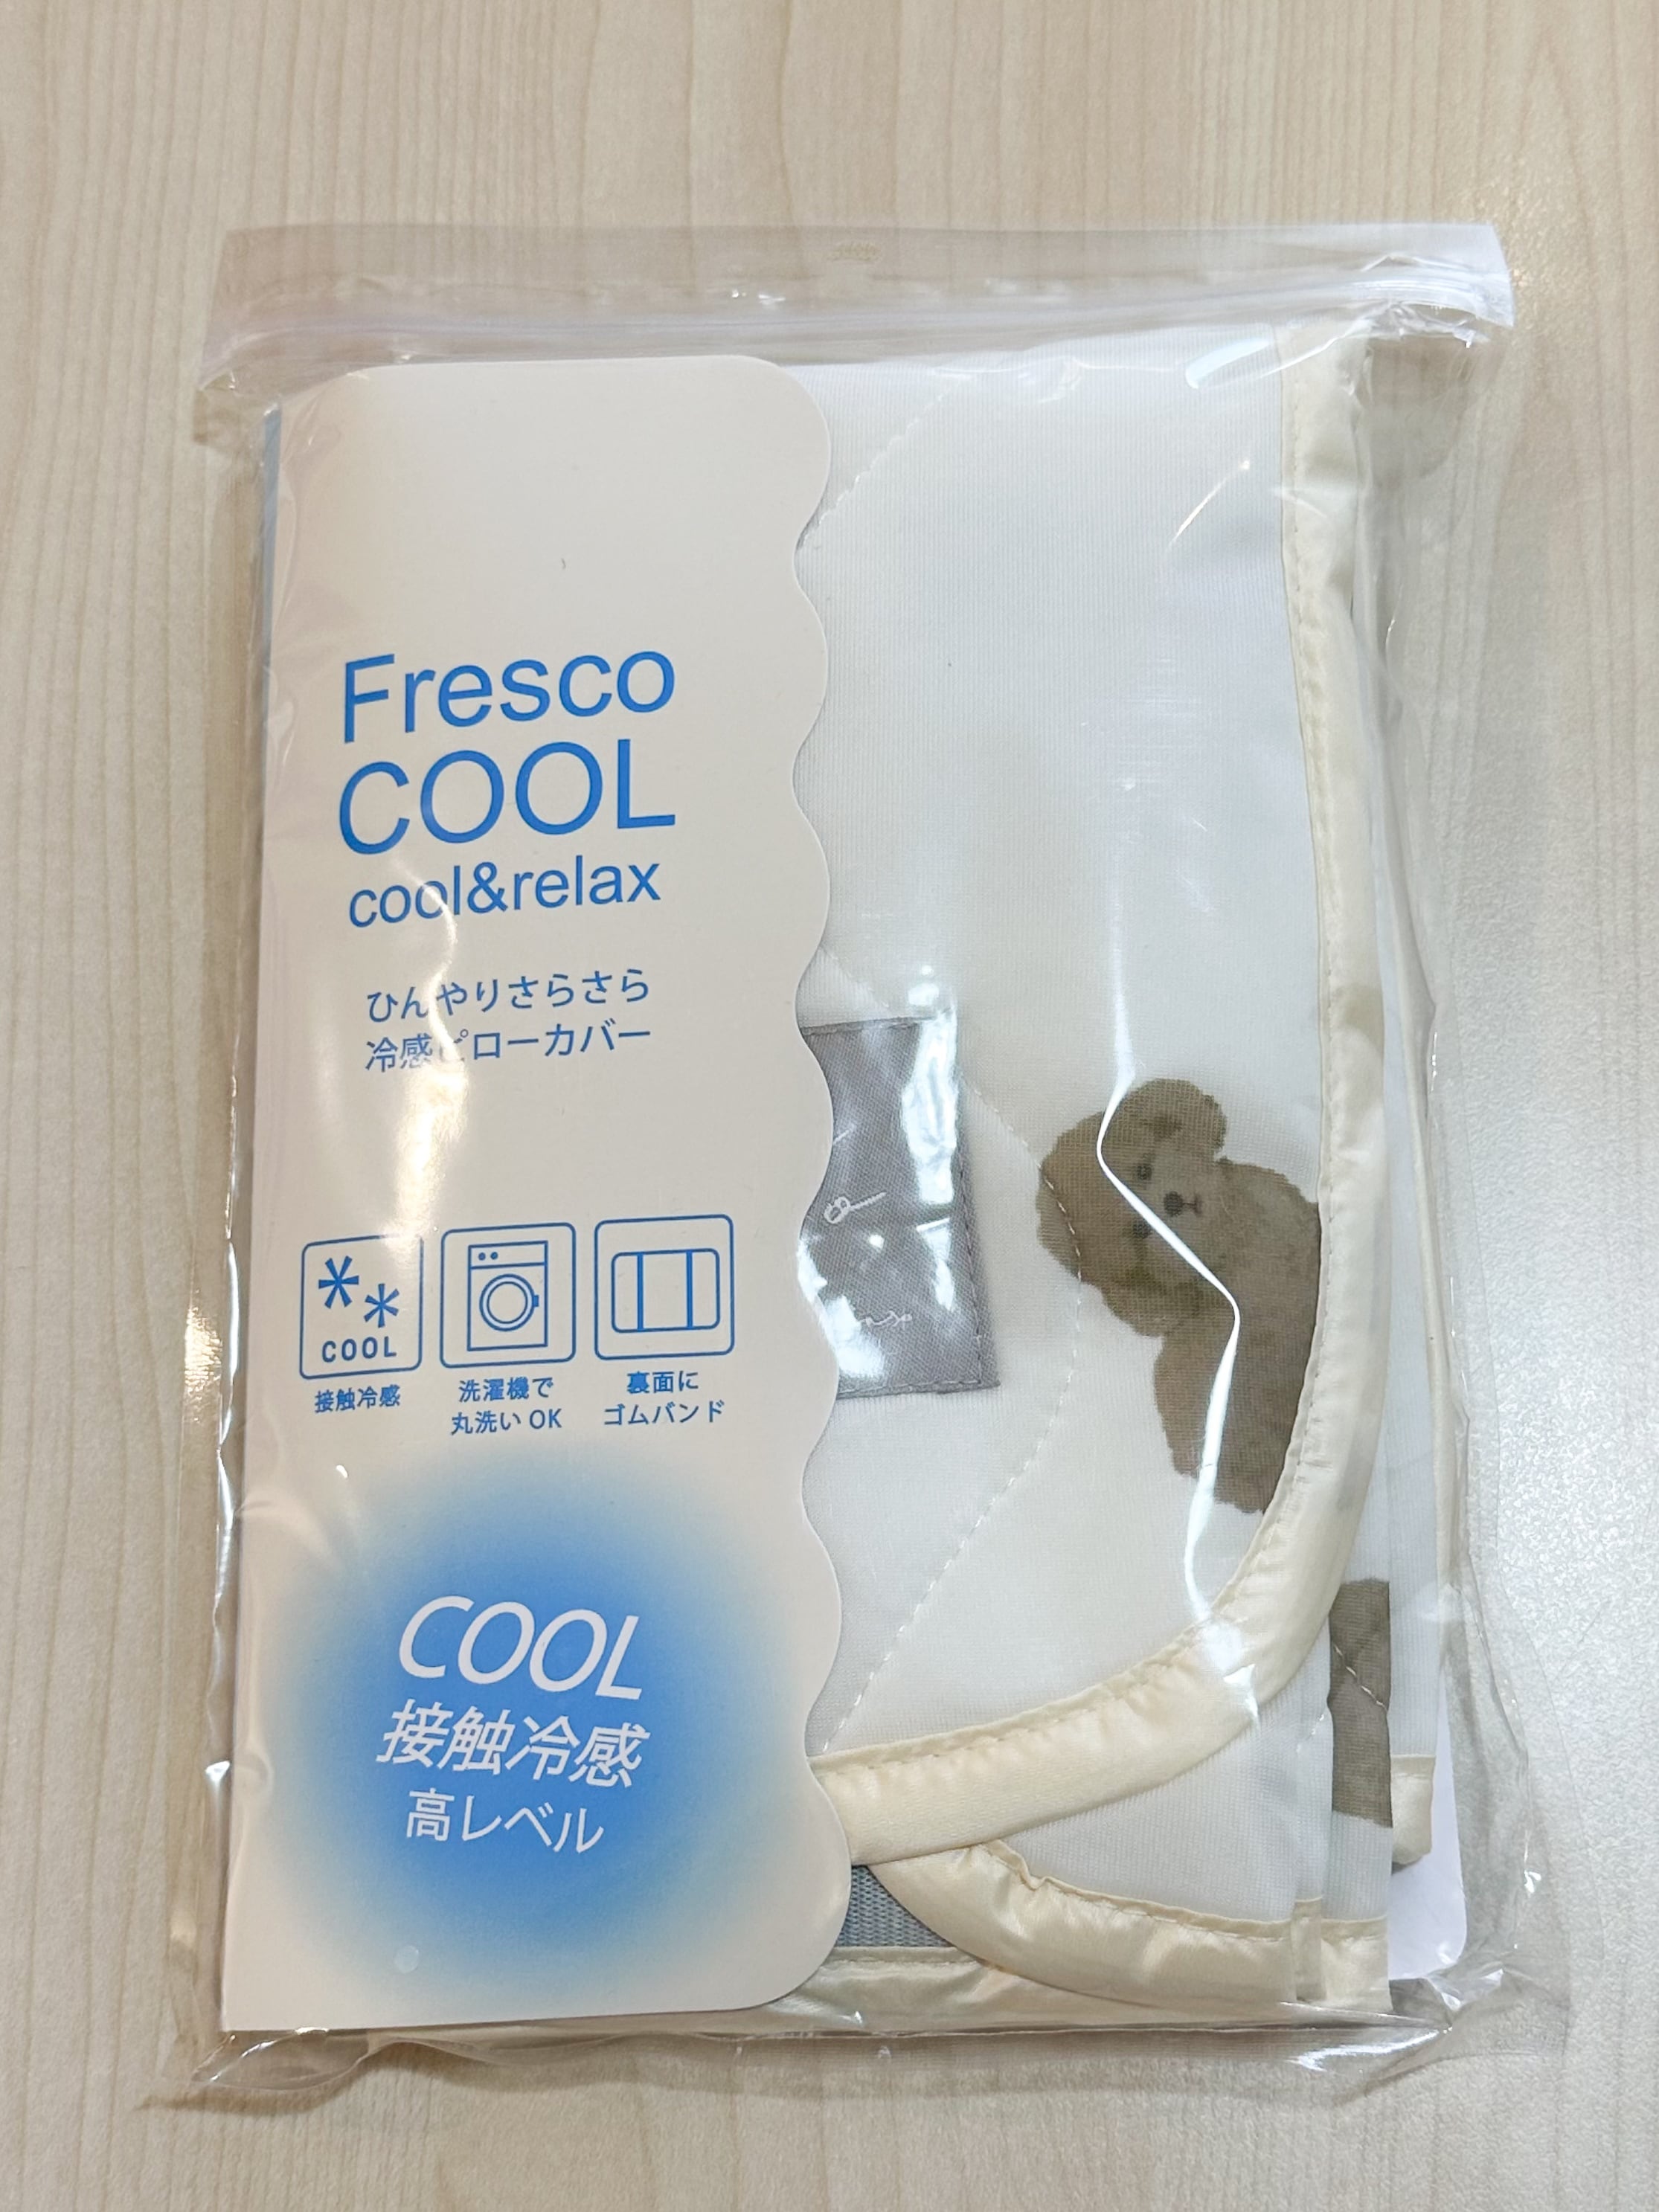 Fresco
COOL
cool&relax
ひんやりさらさら
冷感ピローカバー
COOL
接触冷感
洗濯機で
丸洗いOK
裏面に
ゴムバンド
COOL
接触冷感
高レベル